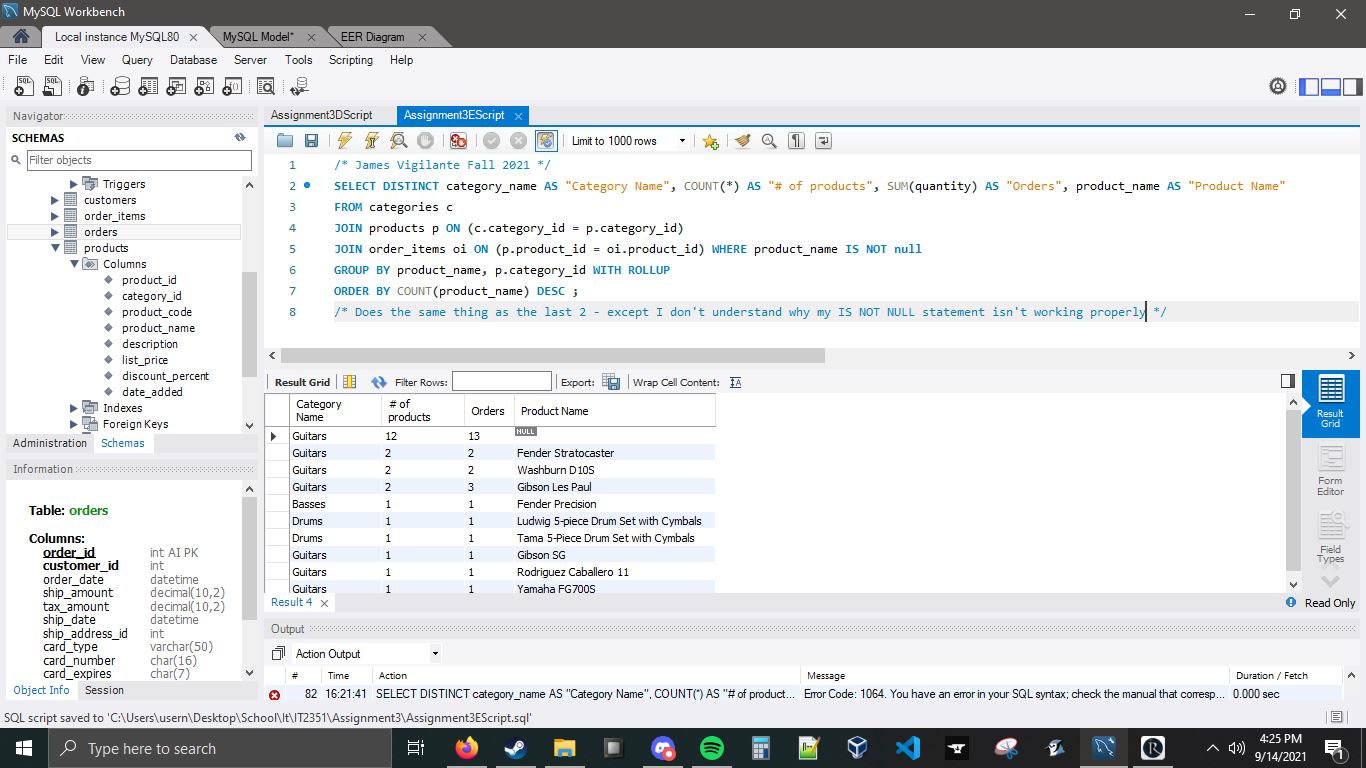 MySQL Workbench
Local instance MySQL80
MySQL Model*
EER Diagram
File Edit View Query Database Server Tools Scripting Help
Navigator
SCHEMAS
Filter objects
Triggers
customers
order_items
orders
products
Columns
product_id
category_id
product_code
product_name
description
list_price
discount_percent
date_added
Indexes
Foreign Keys
Administration Schemas
Information
Table: orders
Columns:
order_id int AI PK
customer_id int
order_date datetime
ship_amount decimal(10,2)
tax_amount decimal(10,2)
ship_date datetime
ship_address_id int
card_type varchar(50)
card_number char(16)
card_expires char(7)
Object Info Session
Assignment3DScript Assignment3EScript
Limit to 1000 rows
1 /* James Vigilante Fall 2021 */
2 SELECT DISTINCT category_name AS "Category Name", COUNT(*) AS "# of products", SUM(quantity) AS "Orders", product_name AS "Product Name"
3 FROM categories c
4 JOIN products p ON (c.category_id = p.category_id)
5 JOIN order_items oi ON (p.product_id = oi.product_id) WHERE product_name IS NOT null
6 GROUP BY product_name, p.category_id WITH ROLLUP
7 ORDER BY COUNT(product_name) DESC ;
8 /* Does the same thing as the last 2 - except I don't understand why my IS NOT NULL statement isn't working properly */
Result Grid Filter Rows: Export: Wrap Cell Content:
Category Name # of products Orders Product Name
Guitars 12 13 NULL
Guitars 2 2 Fender Stratocaster
Guitars 2 2 Washburn D10S
Guitars 2 3 Gibson Les Paul
Basses 1 1 Fender Precision
Drums 1 1 Ludwig 5-piece Drum Set with Cymbals
Drums 1 1 Tama 5-Piece Drum Set with Cymbals
Guitars 1 1 Gibson SG
Guitars 1 1 Rodriguez Caballero 11
Guitars 1 1 Yamaha FG700S
Result Grid
Form Editor
Field Types
Result 4
Read Only
Output
Action Output
# Time Action Message Duration / Fetch
82 16:21:41 SELECT DISTINCT category_name AS "Category Name", COUNT(*) AS "# of product... Error Code: 1064. You have an error in your SQL syntax; check the manual that corresp... 0.000 sec
SQL script saved to 'C:\Users\usern\Desktop\School\It\IT2351\Assignment3\Assignment3EScript.sql'
Type here to search
4:25 PM
9/14/2021
1